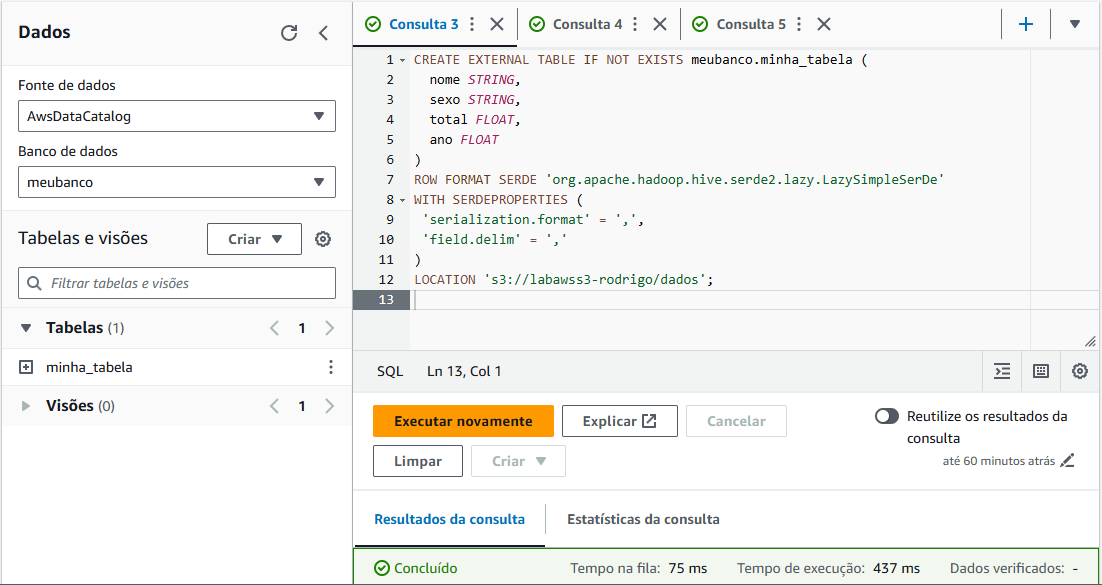 Dados
Fonte de dados
AwsDataCatalog
Banco de dados
meubanco
Tabelas e visões
Criar
Filtrar tabelas e visões
Tabelas (1)
1
minha_tabela
Visões (0)
1
Consulta 3
Consulta 4
Consulta 5
1 CREATE EXTERNAL TABLE IF NOT EXISTS meubanco.minha_tabela (
2 nome STRING,
3 sexo STRING,
4 total FLOAT,
5 ano FLOAT
6 )
7 ROW FORMAT SERDE 'org.apache.hadoop.hive.serde2.lazy.LazySimpleSerDe'
8 WITH SERDEPROPERTIES (
9 'serialization.format' = ',',
10 'field.delim' = ','
11 )
12 LOCATION 's3://labawss3-rodrigo/dados';
13
SQL Ln 13, Col 1
Executar novamente
Explicar
Cancelar
Limpar
Criar
Reutilize os resultados da
consulta
até 60 minutos atrás
Resultados da consulta
Estatísticas da consulta
Concluído
Tempo na fila: 75 ms
Tempo de execução: 437 ms
Dados verificados: -